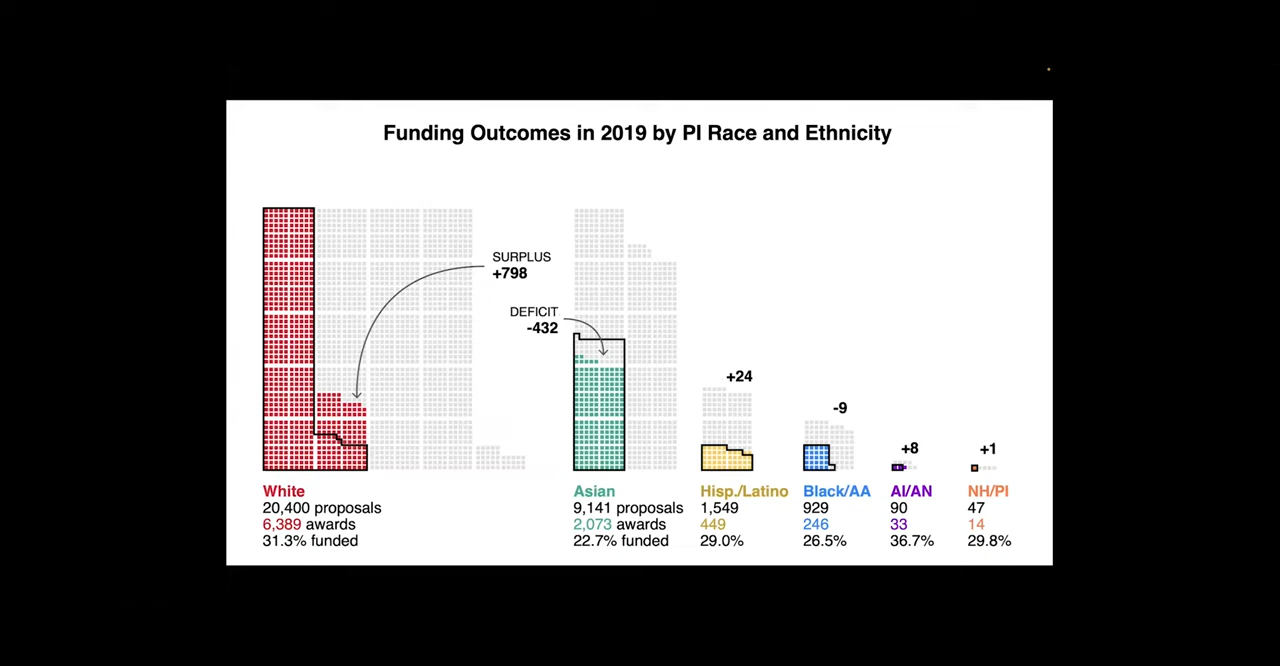 Funding Outcomes in 2019 by PI Race and Ethnicity
SURPLUS
+798
DEFICIT
-432
+24
-9
+8
+1
White
20,400 proposals
6,389 awards
31.3% funded
Asian
9,141 proposals
2,073 awards
22.7% funded
Hisp./Latino
1,549
449
29.0%
Black/AA
929
246
26.5%
AI/AN
90
33
36.7%
NH/PI
47
14
29.8%